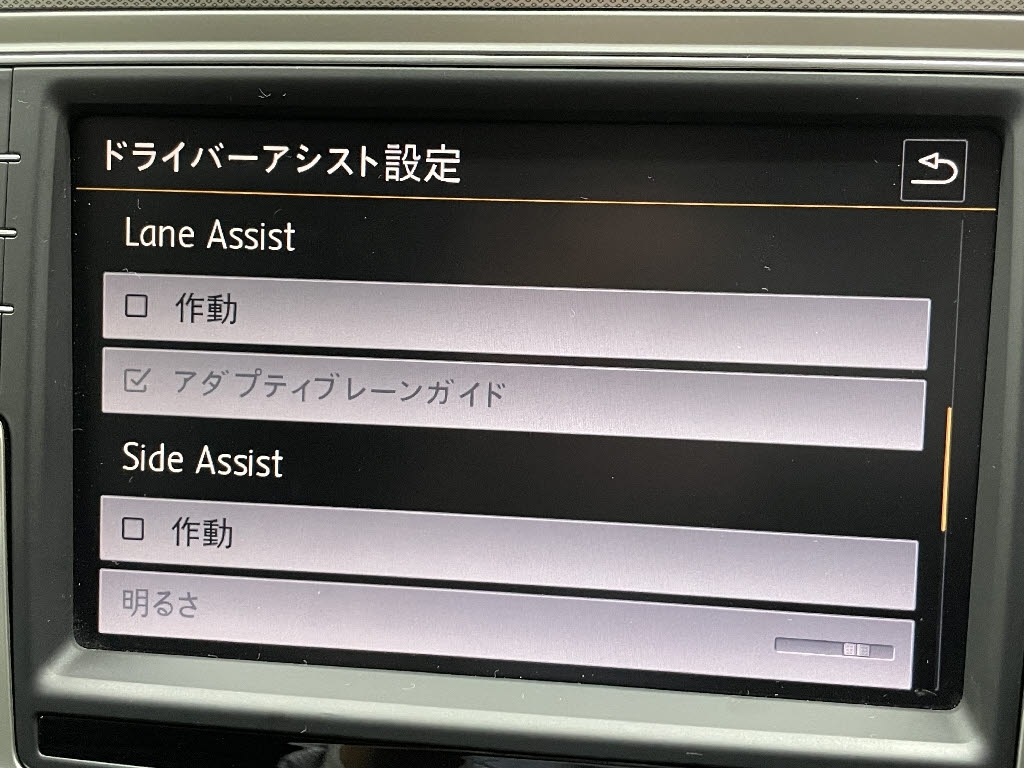 ドライバーアシスト設定
Lane Assist
作動
アダプティブレーンガイド
Side Assist
作動
明るさ